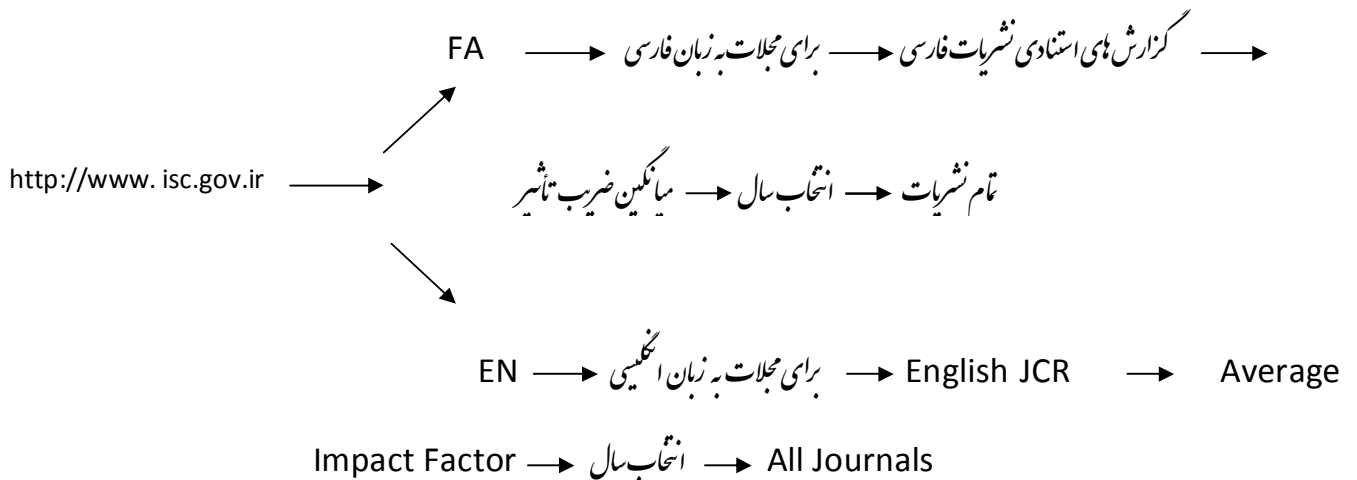 FA → برای مجلات به زبان فارسی → گزارش های استنادی نشریات فارسی →
http://www. isc.gov.ir →
میانگین ضریب تأثیر → انتخاب سال → تمام نشریات
EN → برای مجلات به زبان انگلیسی → English JCR → Average
Impact Factor → انتخاب سال → All Journals